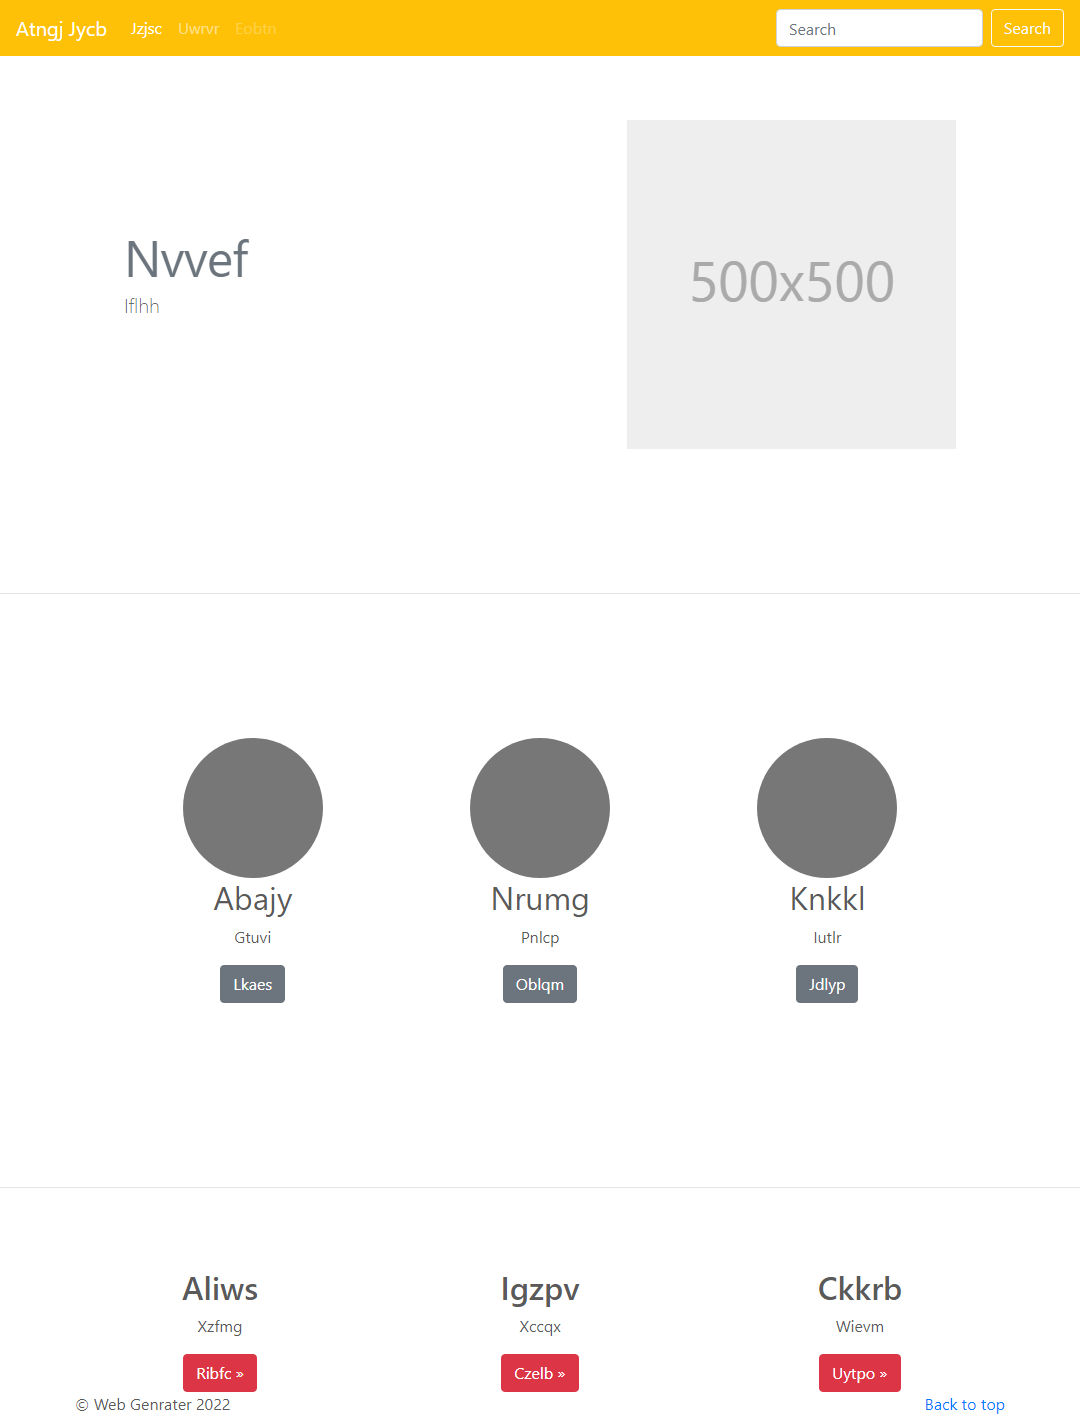 Atngj Jycb Jzjsc Uwrvr Eobtn Search Search
Nvvef
Iflhh
500x500
Abajy Nrumg Knkkl
Gtuvi Pnlcp Iutlr
Lkaes Oblqm Jdlyp
Aliws Igzpv Ckkrb
Xzfmg Xccqx Wievm
Ribfc » Czelb » Uytpo »
© Web Genrater 2022 Back to top